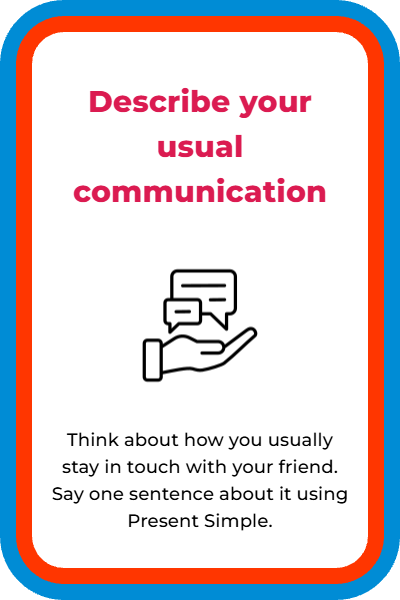 Describe your
usual
communication
Think about how you usually
stay in touch with your friend.
Say one sentence about it using
Present Simple.